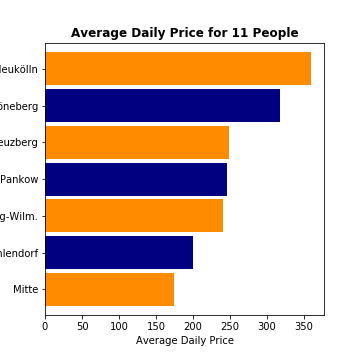 Average Daily Price for 11 People
eukölln
öneberg
euzberg
Pankow
g-Wilm.
hlendorf
Mitte
0 50 100 150 200 250 300 350
Average Daily Price